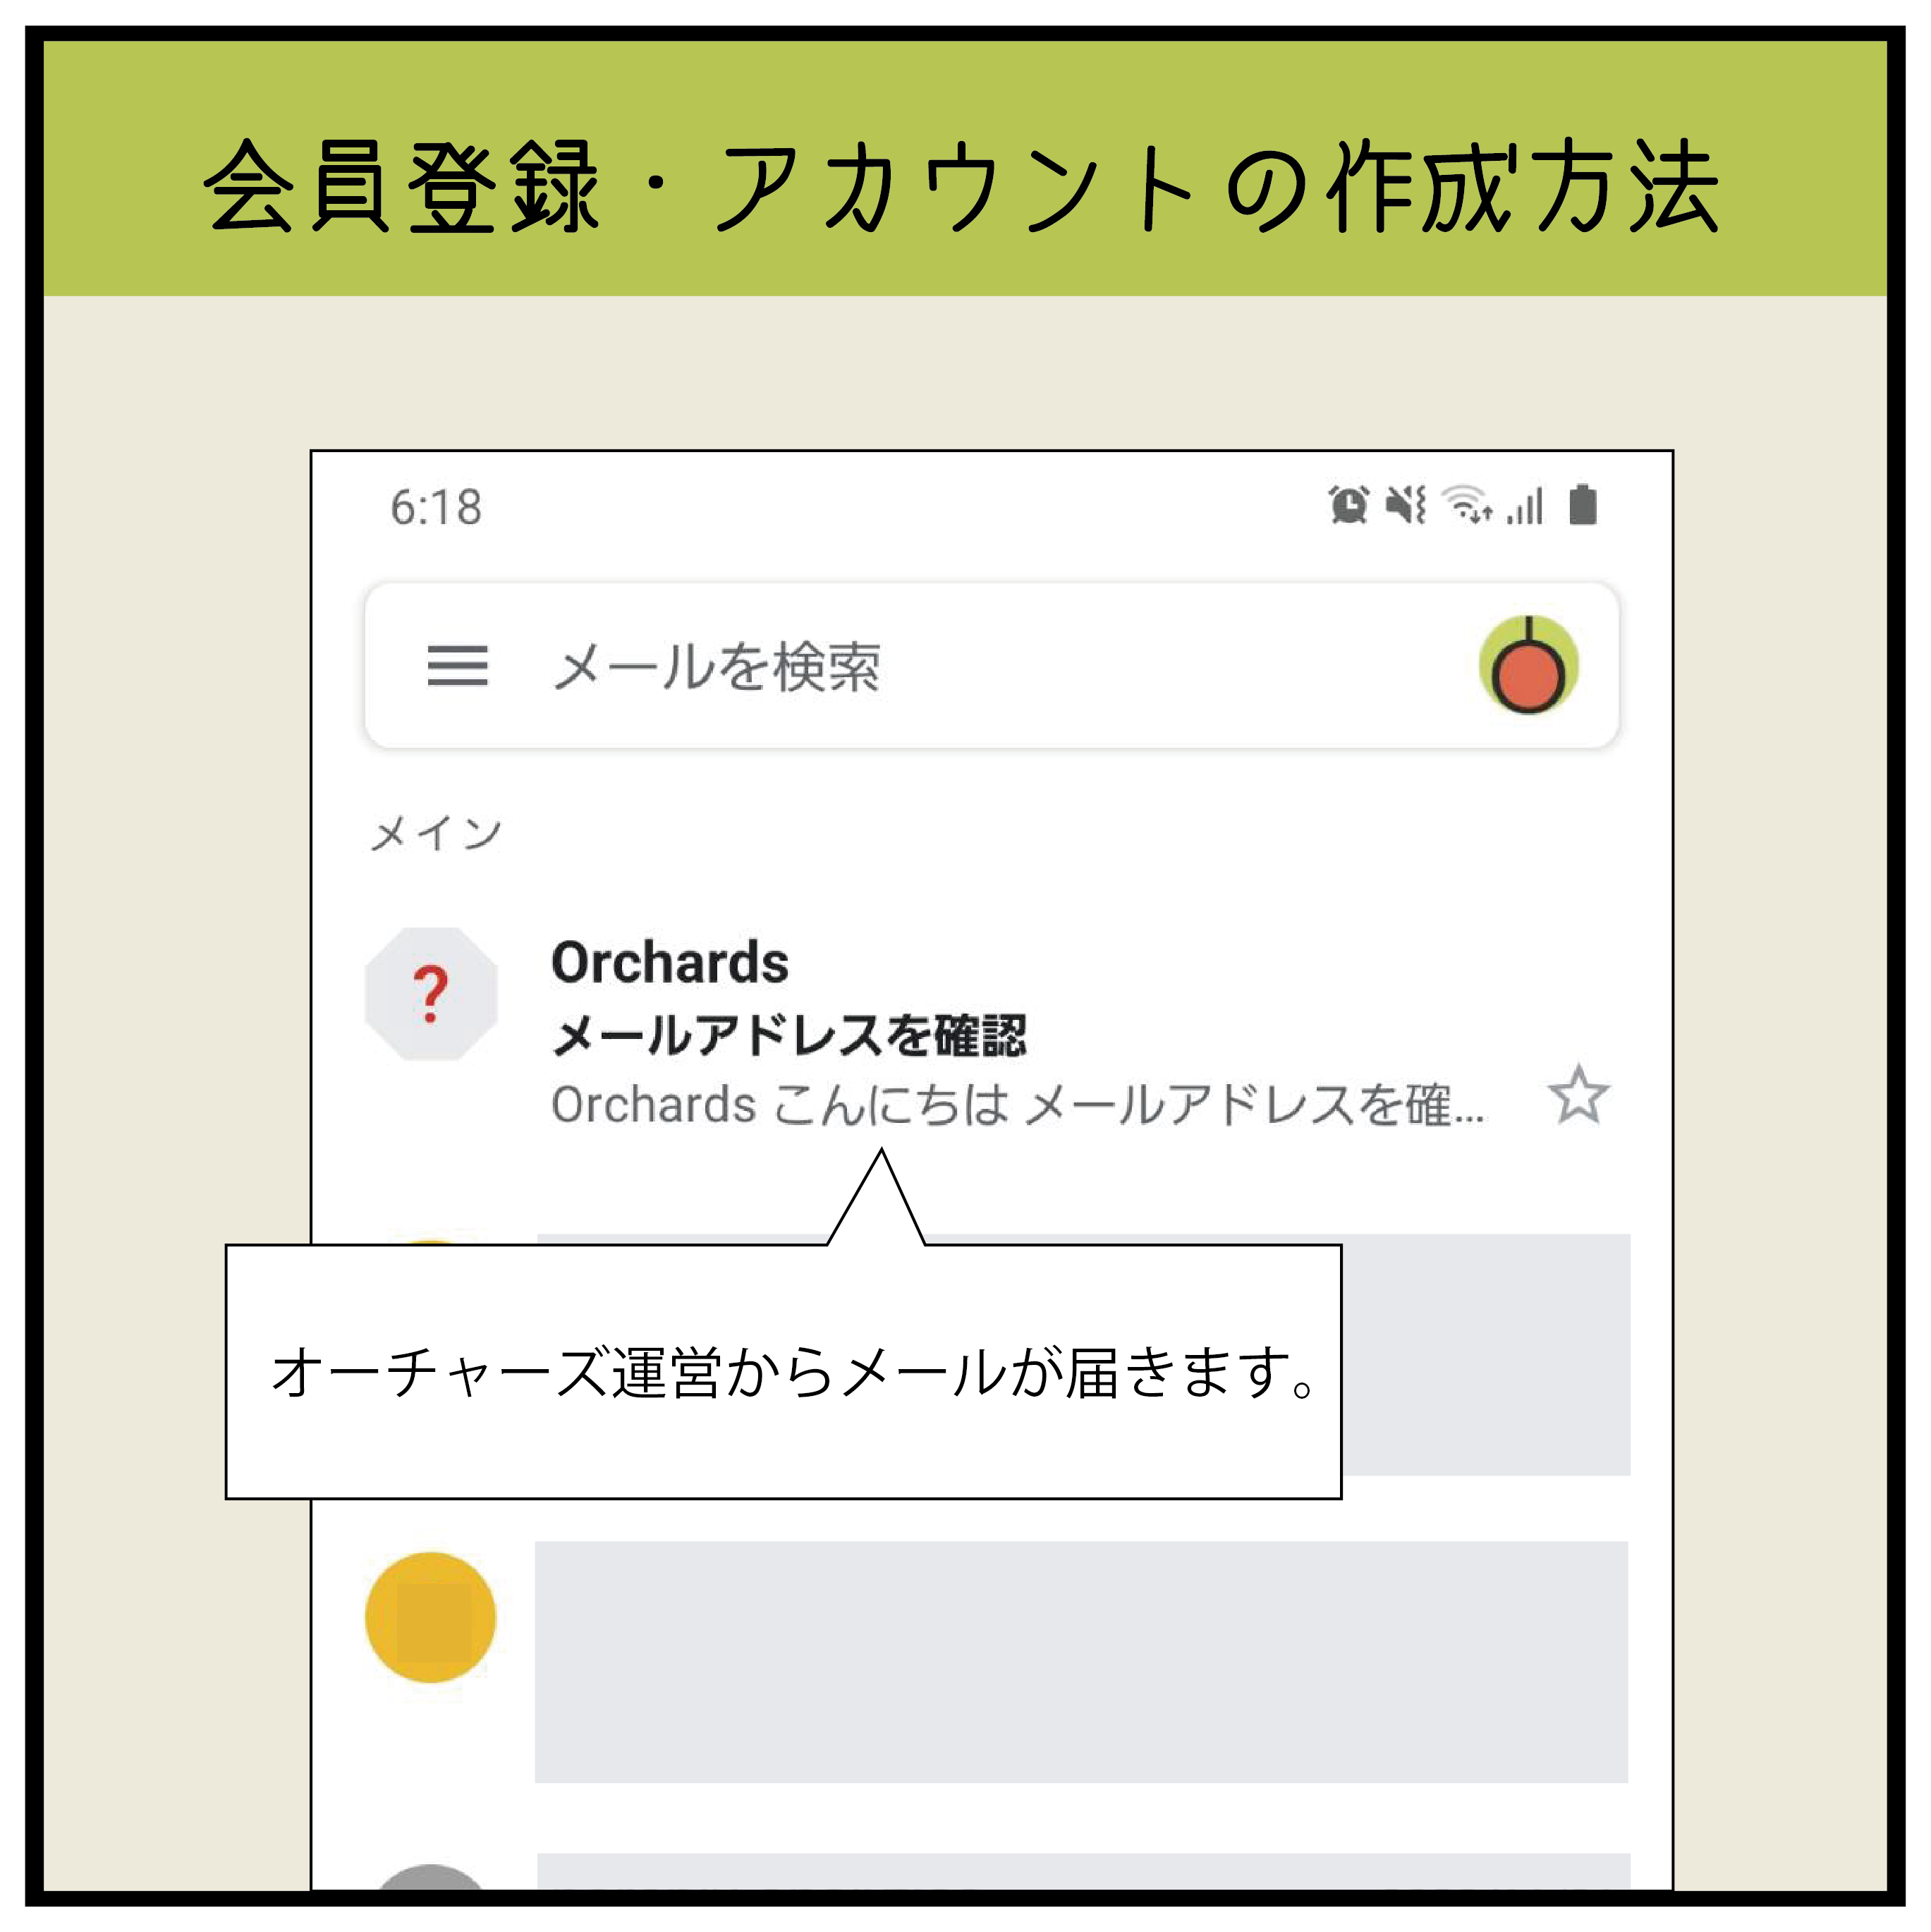 会員登録・アカウントの作成方法
6:18
メールを検索
メイン
?
Orchards
メールアドレスを確認
Orchards こんにちは メールアドレスを確...
オーチャーズ運営からメールが届きます。